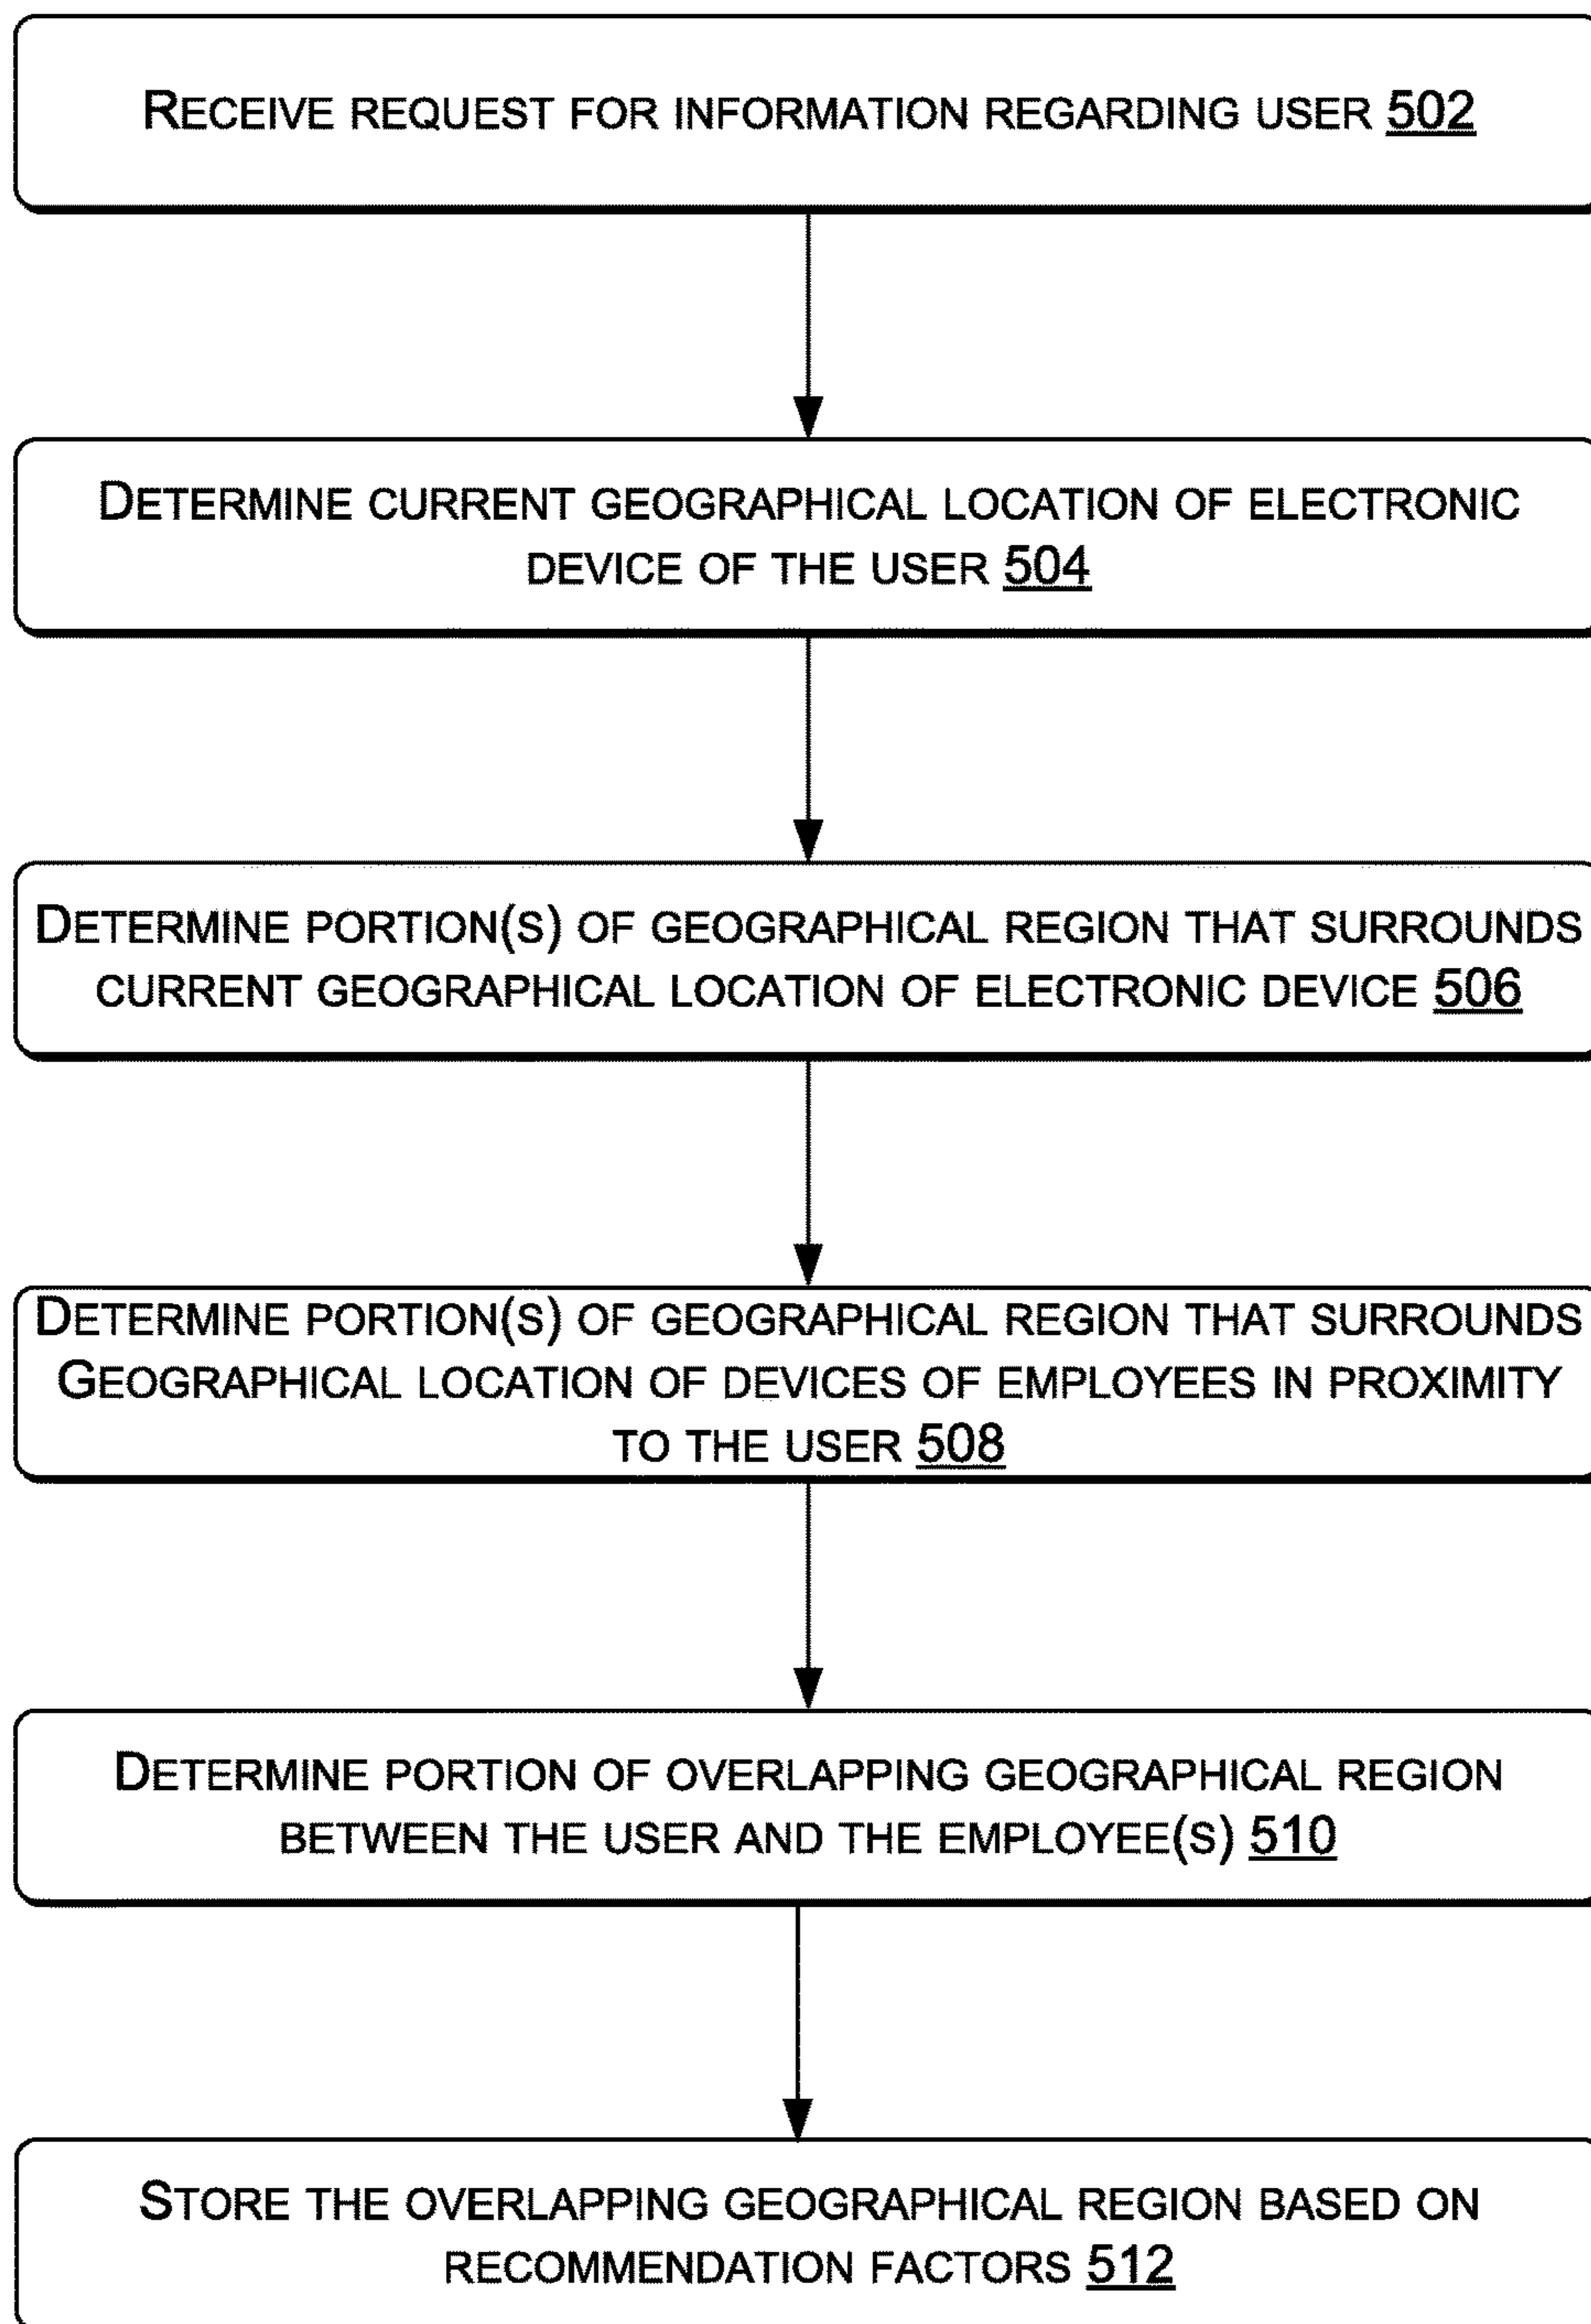 RECEIVE REQUEST FOR INFORMATION REGARDING USER 502
DETERMINE CURRENT GEOGRAPHICAL LOCATION OF ELECTRONIC
DEVICE OF THE USER 504
DETERMINE PORTION(S) OF GEOGRAPHICAL REGION THAT SURROUNDS
CURRENT GEOGRAPHICAL LOCATION OF ELECTRONIC DEVICE 506
DETERMINE PORTION(S) OF GEOGRAPHICAL REGION THAT SURROUNDS
GEOGRAPHICAL LOCATION OF DEVICES OF EMPLOYEES IN PROXIMITY
TO THE USER 508
DETERMINE PORTION OF OVERLAPPING GEOGRAPHICAL REGION
BETWEEN THE USER AND THE EMPLOYEE(S) 510
STORE THE OVERLAPPING GEOGRAPHICAL REGION BASED ON
RECOMMENDATION FACTORS 512